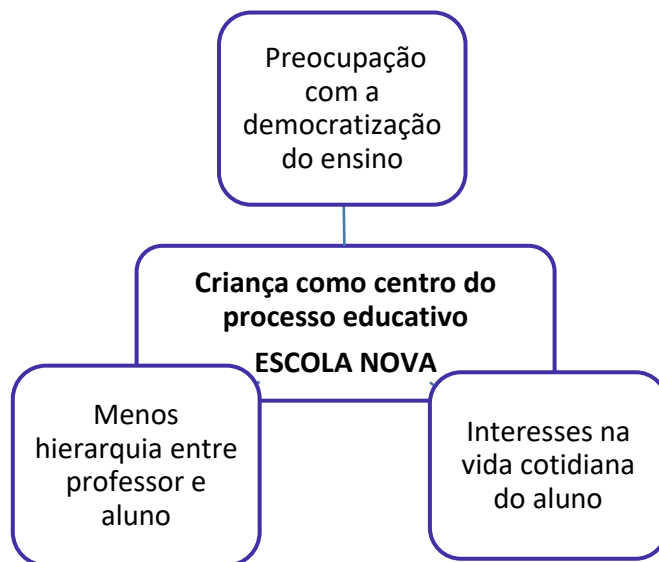 Preocupação
com a
democratização
do ensino
Criança como centro do
processo educativo
ESCOLA NOVA
Menos
hierarquia entre
professor e
aluno
Interesses na
vida cotidiana
do aluno